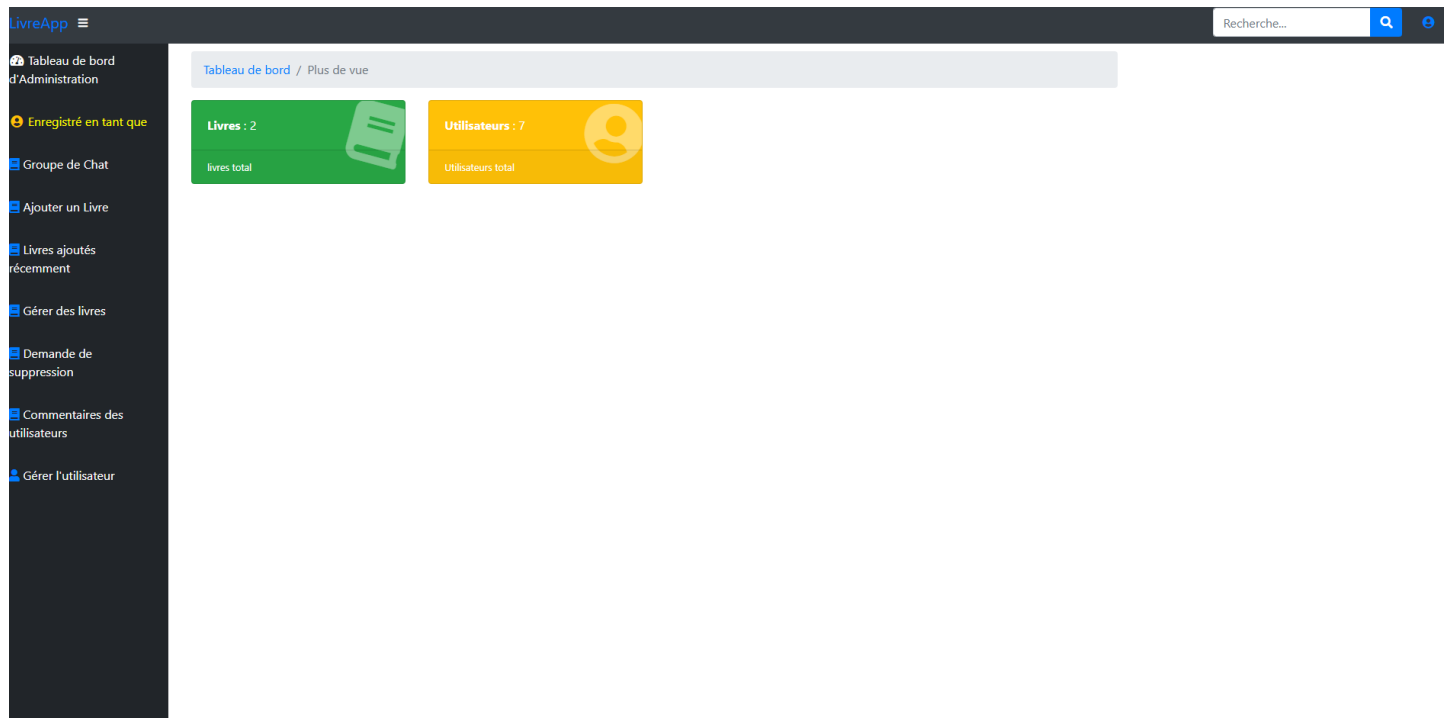 LivreApp
Recherche...
Tableau de bord
d'Administration
Enregistré en tant que
Groupe de Chat
Ajouter un Livre
Livres ajoutés
récemment
Gérer des livres
Demande de
suppression
Commentaires des
utilisateurs
Gérer l'utilisateur
Tableau de bord / Plus de vue
Livres : 2
livres total
Utilisateurs : 7
Utilisateurs total